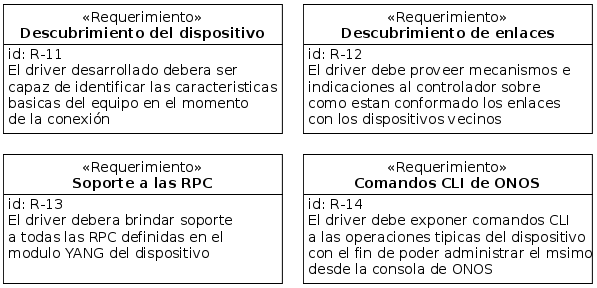 «Requerimiento»
Descubrimiento del dispositivo
id: R-11
El driver desarrollado debera ser
capaz de identificar las caracteristicas
basicas del equipo en el momento
de la conexión
«Requerimiento»
Descubrimiento de enlaces
id: R-12
El driver debe proveer mecanismos e
indicaciones al controlador sobre
como estan conformado los enlaces
con los dispositivos vecinos
«Requerimiento»
Soporte a las RPC
id: R-13
El driver debera brindar soporte
a todas las RPC definidas en el
modulo YANG del dispositivo
«Requerimiento»
Comandos CLI de ONOS
id: R-14
El driver debe exponer comandos CLI
a las operaciones tipicas del dispositivo
con el fin de poder administrar el msimo
desde la consola de ONOS